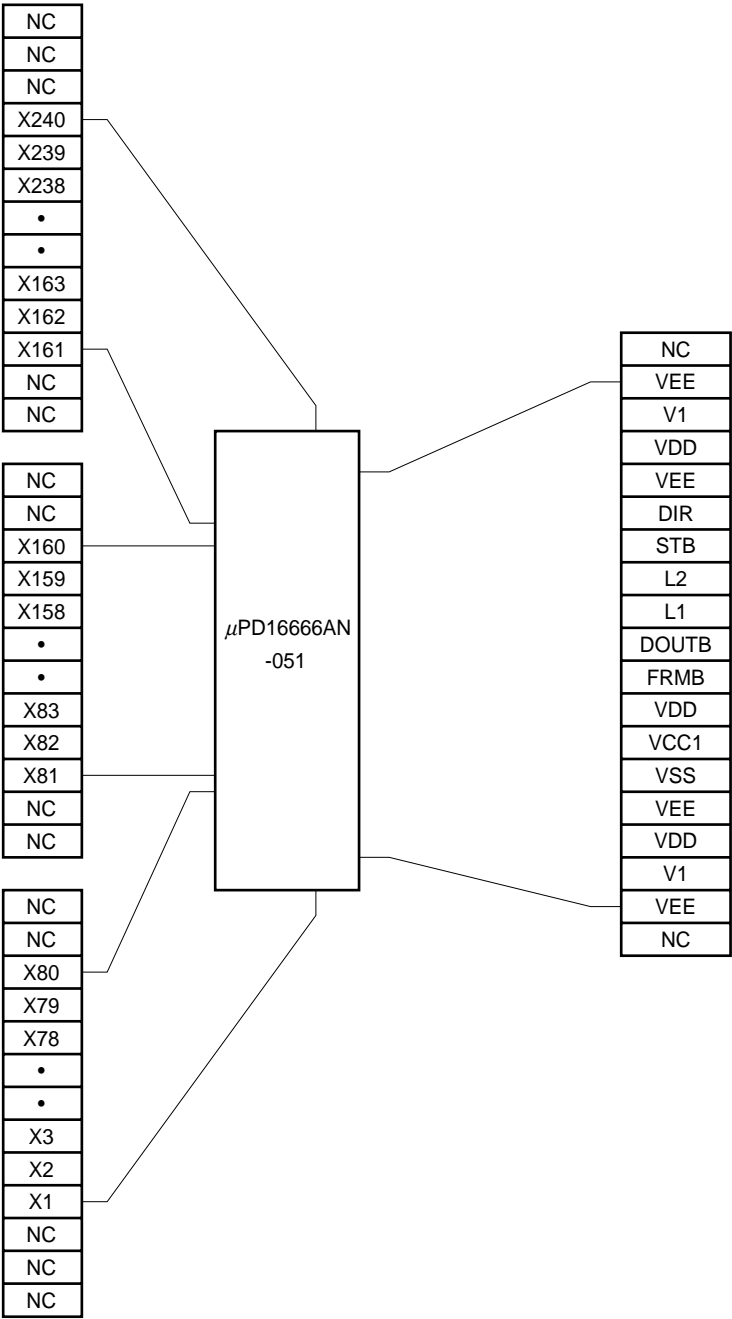 NC
NC
NC
X240
X239
X238
•
•
X163
X162
X161
NC
NC
NC
NC
X160
X159
X158
•
•
X83
X82
X81
NC
NC
NC
NC
X80
X79
X78
•
•
X3
X2
X1
NC
NC
NC
μPD16666AN
-051
NC
VEE
V1
VDD
VEE
DIR
STB
L2
L1
DOUTB
FRMB
VDD
VCC1
VSS
VEE
VDD
V1
VEE
NC